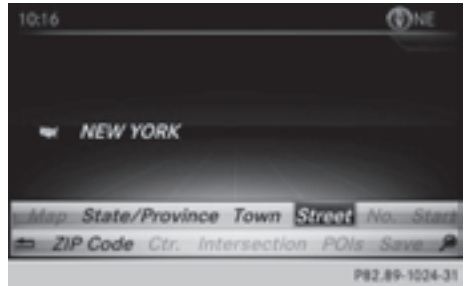 10:16 NE
NEW YORK
Map State/Province Town Street No. Start
ZIP Code Ctr. Intersection POIs Save
P82.89-1024-31